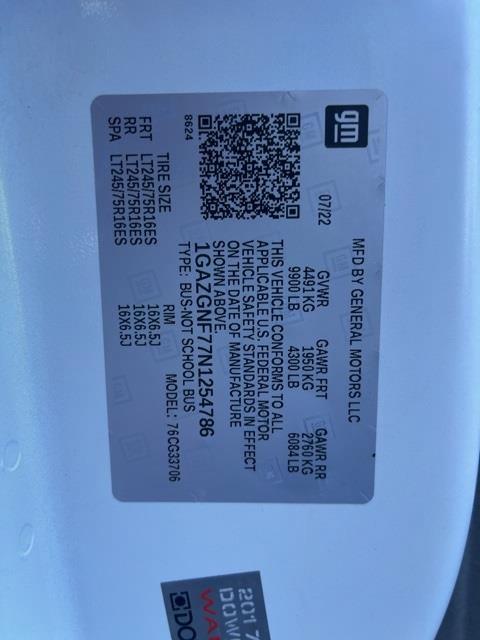 gm
MFD BY GENERAL MOTORS LLC
07/22
GVWR GAWR FRT GAWR RR
4491 KG 1950 KG 2760 KG
9900 LB 4300 LB 6084 LB
THIS VEHICLE CONFORMS TO ALL
APPLICABLE U.S. FEDERAL MOTOR
VEHICLE SAFETY STANDARDS IN EFFECT
ON THE DATE OF MANUFACTURE
SHOWN ABOVE.
1GAZGNF77N1254786
TYPE: BUS-NOT SCHOOL BUS
MODEL: 76CG33706
8624
TIRE SIZE RIM
FRT LT245/75R16ES 16X6.5J
RR LT245/75R16ES 16X6.5J
SPA LT245/75R16ES 16X6.5J
2017